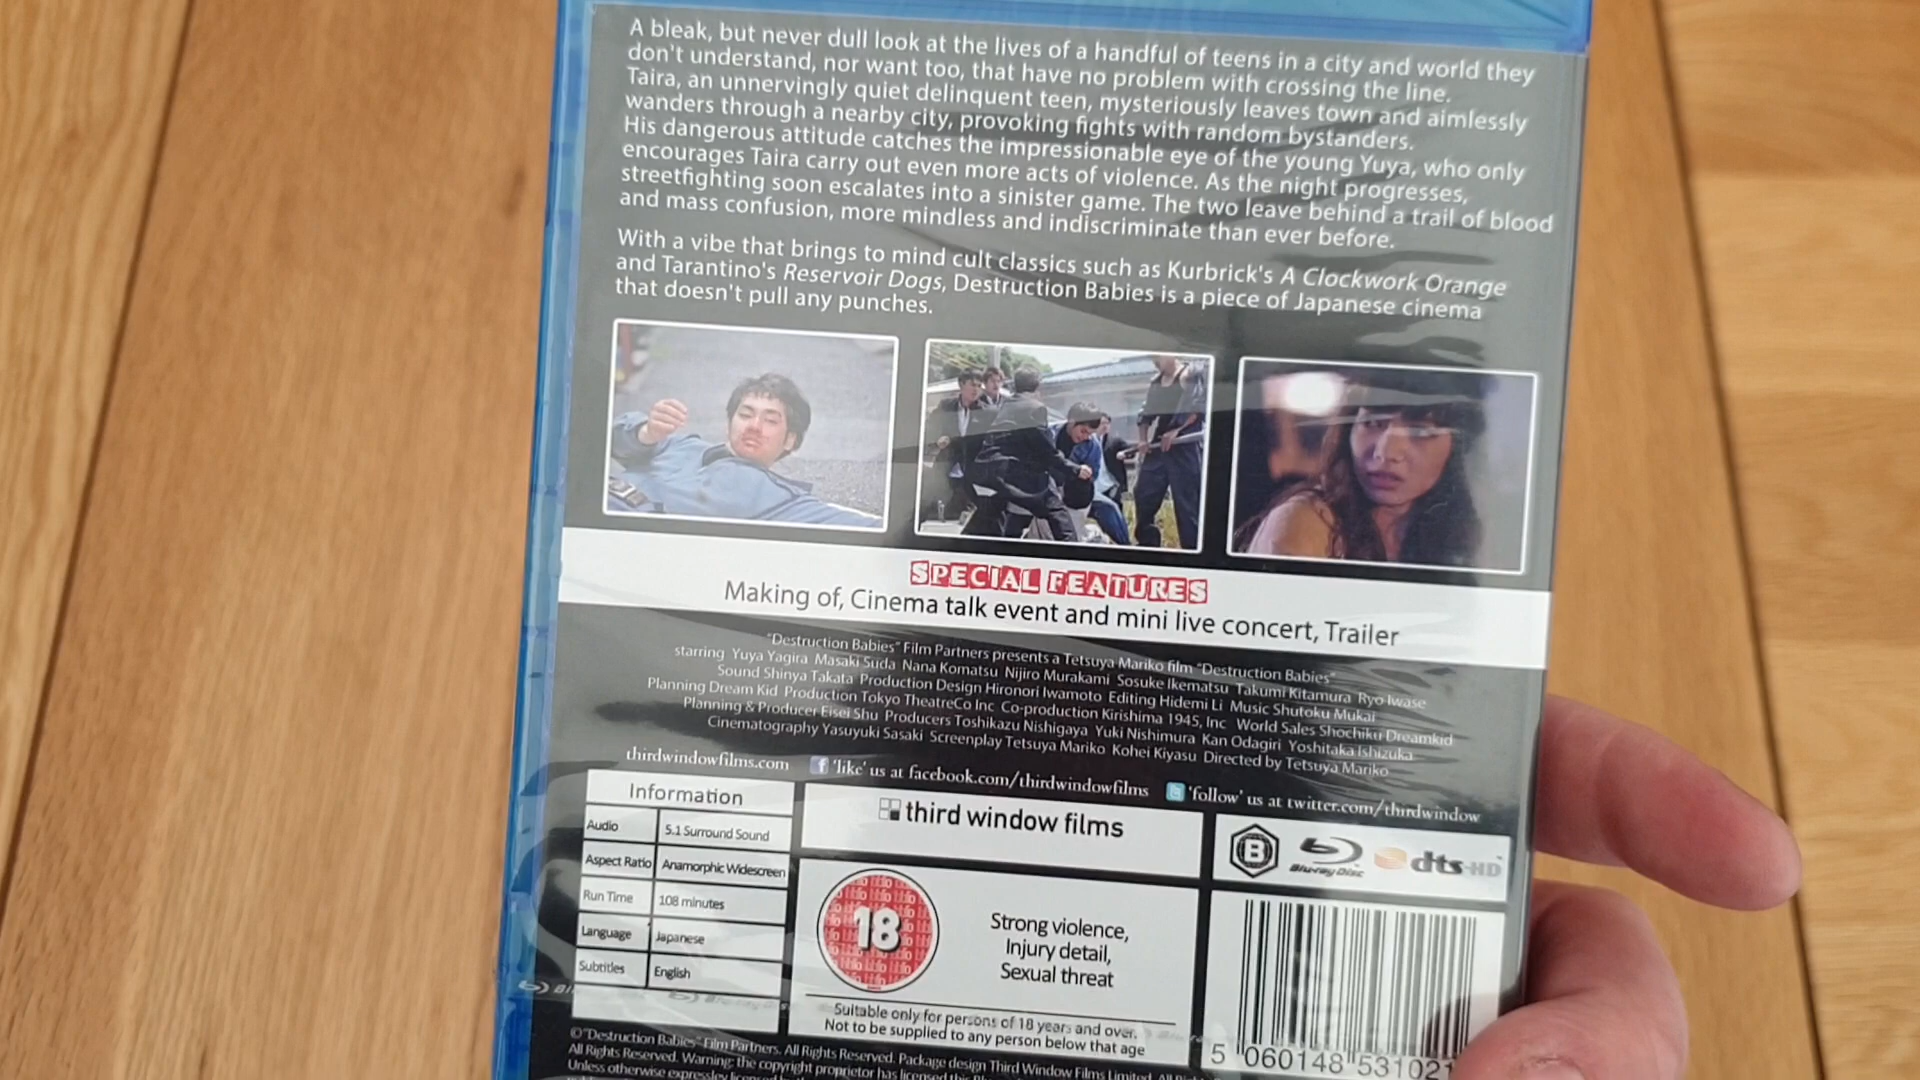 A bleak, but never dull look at the lives of a handful of teens in a city and world they
don't understand, nor want too, that have no problem with crossing the line.
Taira, an unnervingly quiet delinquent teen, mysteriously leaves town and aimlessly
wanders through a nearby city, provoking fights with random bystanders.
His dangerous attitude catches the impressionable eye of the young Yuya, who only
encourages Taira carry out even more acts of violence. As the night progresses,
streetfighting soon escalates into a sinister game. The two leave behind a trail of blood
and mass confusion, more mindless and indiscriminate than ever before.
With a vibe that brings to mind cult classics such as Kurbrick's A Clockwork Orange
and Tarantino's Reservoir Dogs, Destruction Babies is a piece of Japanese cinema
that doesn't pull any punches.
SPECIAL FEATURES
Making of, Cinema talk event and mini live concert, Trailer
"Destruction Babies" Film Partners presents a Tetsuya Mariko film "Destruction Babies"
starring Yuya Yagira Masaki Suda Nana Komatsu Nijiro Murakami Sosuke Ikematsu Takumi Kitamura Ryo Iwase
Sound Shinya Takata Production Design Hironori Iwamoto Editing Hidemi Li Music Shutoku Mukai
Planning Dream Kid Production Tokyo TheatreCo Inc Co-production Kirishima 1945, Inc World Sales Shochiku Dreamkid
Planning & Producer Eisei Shu Producers Toshikazu Nishigaya Yuki Nishimura Kan Odagiri Yoshitaka Ishizuka
Cinematography Yasuyuki Sasaki Screenplay Tetsuya Mariko Kohei Kiyasu Directed by Tetsuya Mariko
thirdwindowfilms.com f 'like' us at facebook.com/thirdwindowfilms 'follow' us at twitter.com/thirdwindow
Information
Audio 5.1 Surround Sound
Aspect Ratio Anamorphic Widescreen
Run Time 108 minutes
Language Japanese
Subtitles English
third window films
18
Strong violence,
Injury detail,
Sexual threat
Suitable only for persons of 18 years and over.
Not to be supplied to any person below that age
B Blu-ray Disc dts-HD
5 060148 531021
©"Destruction Babies" Film Partners. All Rights Reserved. Package design Third Window Films Limited. All
All Rights Reserved. Warning: the copyright proprietor has licensed
Unless otherwise expressley